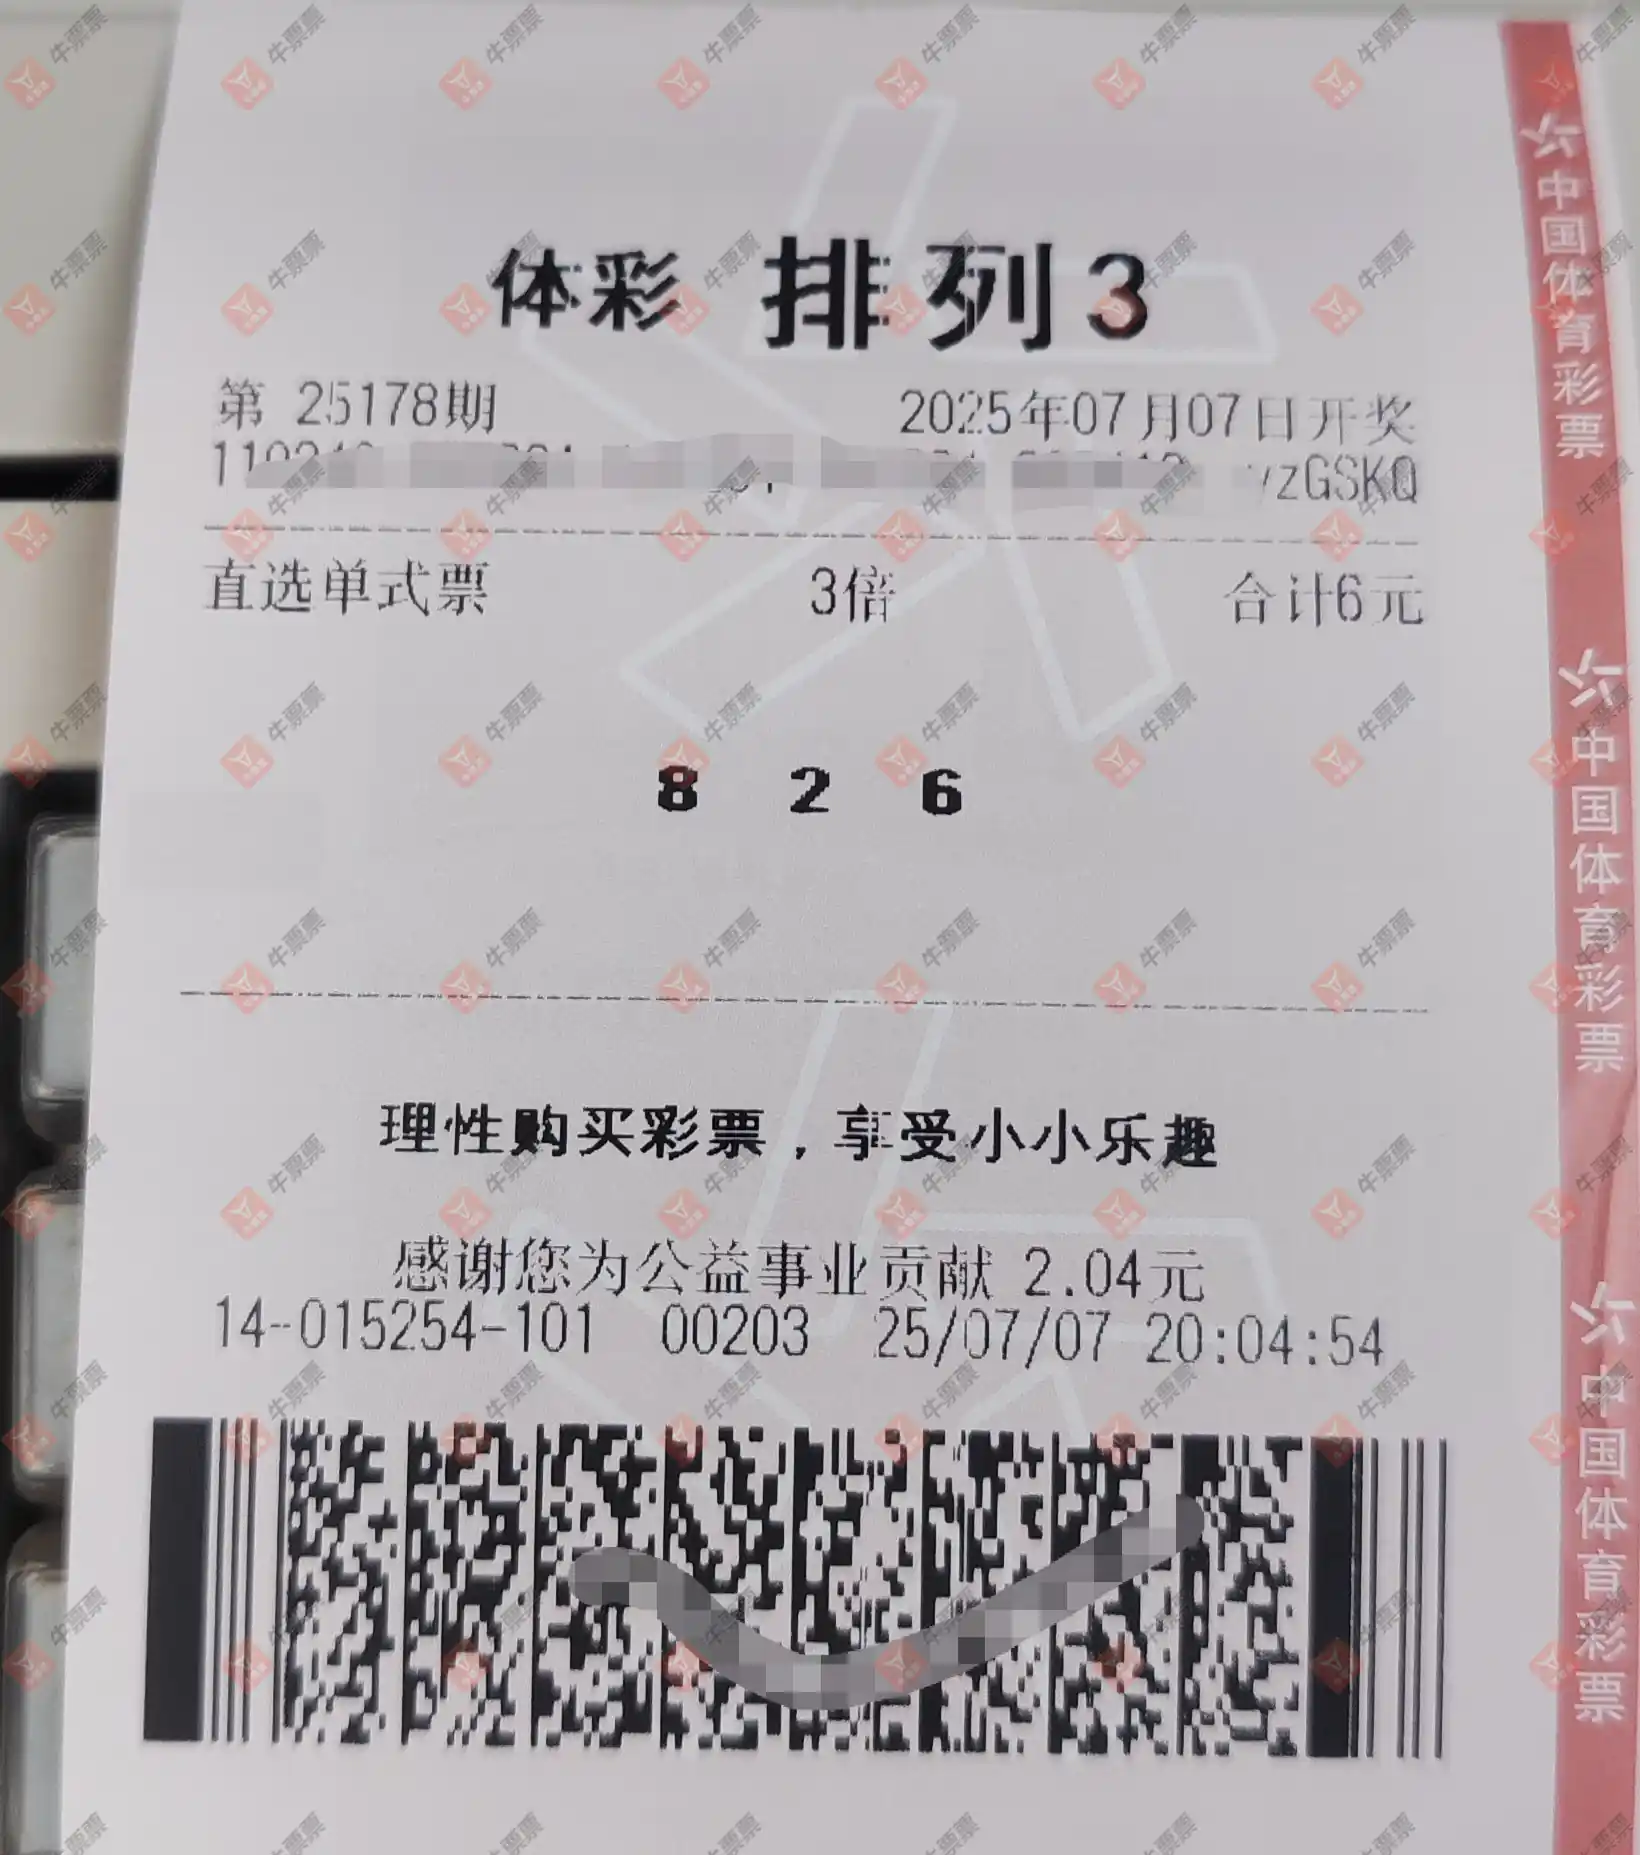 体彩 排列3
第 25178期 2025年07月07日开奖
zGSKQ
直选单式票 3倍 合计6元
8 2 6
理性购买彩票，享受小小乐趣
感谢您为公益事业贡献 2.04元
14-015254-101 00203 25/07/07 20:04:54
中国体育彩票
中国体育彩票
中国体育彩票
牛票票